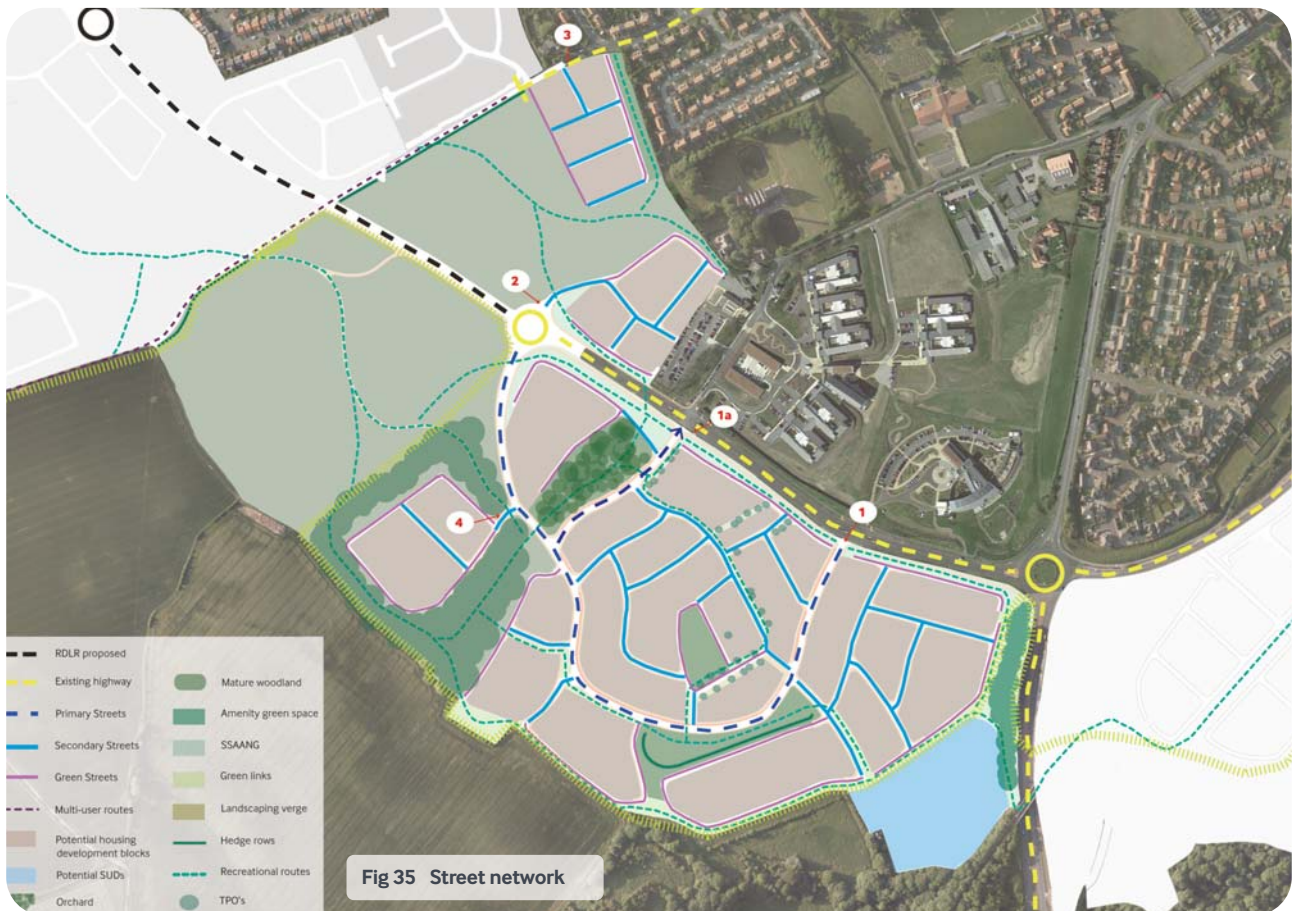 3
2
1a
1
4
RDLR proposed
Existing highway
Primary Streets
Secondary Streets
Green Streets
Multi-user routes
Potential housing
development blocks
Potential SUDs
Orchard
Mature woodland
Amenity green space
SSAANG
Green links
Landscaping verge
Hedge rows
Recreational routes
TPO's
Fig 35 Street network